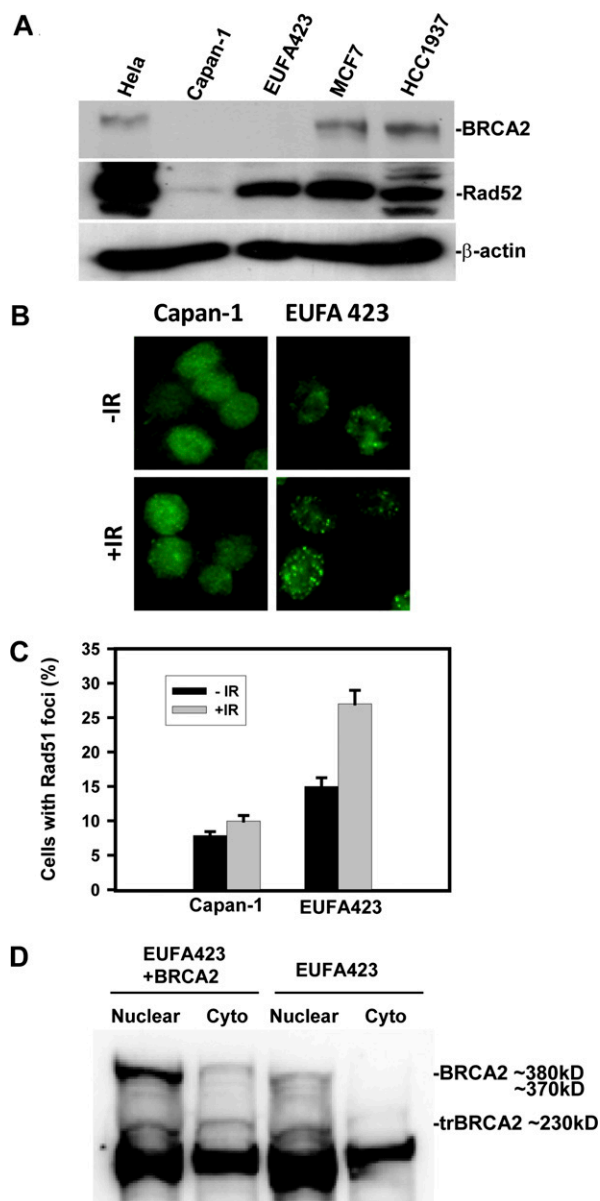 A
Hela
Capan-1
EUFA423
MCF7
HCC1937
-BRCA2
-Rad52
-β-actin
B
Capan-1 EUFA 423
-IR
+IR
C
Cells with Rad51 foci (%)
35
30
25
20
15
10
5
0
- IR
+IR
Capan-1 EUFA423
D
EUFA423
+BRCA2
EUFA423
Nuclear Cyto Nuclear Cyto
-BRCA2 ~380kD
~370kD
-trBRCA2 ~230kD